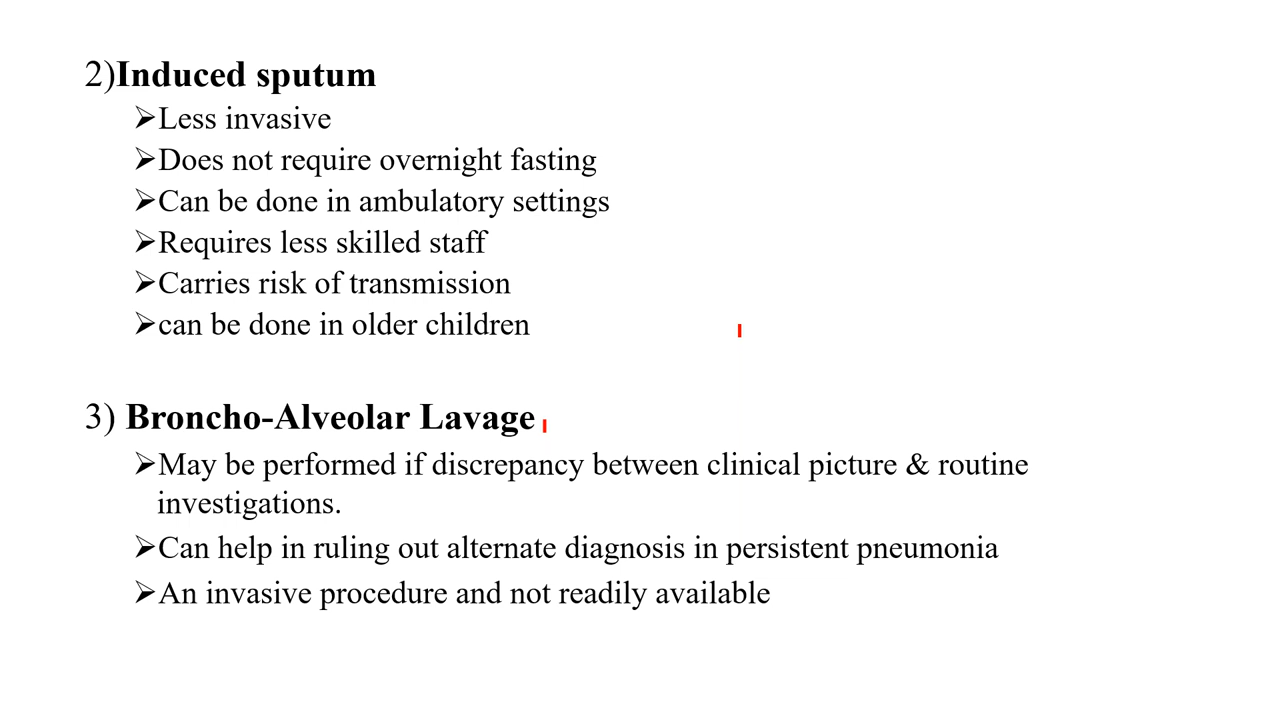 2)Induced sputum
➢Less invasive
➢Does not require overnight fasting
➢Can be done in ambulatory settings
➢Requires less skilled staff
➢Carries risk of transmission
➢can be done in older children
3) Broncho-Alveolar Lavage
➢May be performed if discrepancy between clinical picture & routine
investigations.
➢Can help in ruling out alternate diagnosis in persistent pneumonia
➢An invasive procedure and not readily available